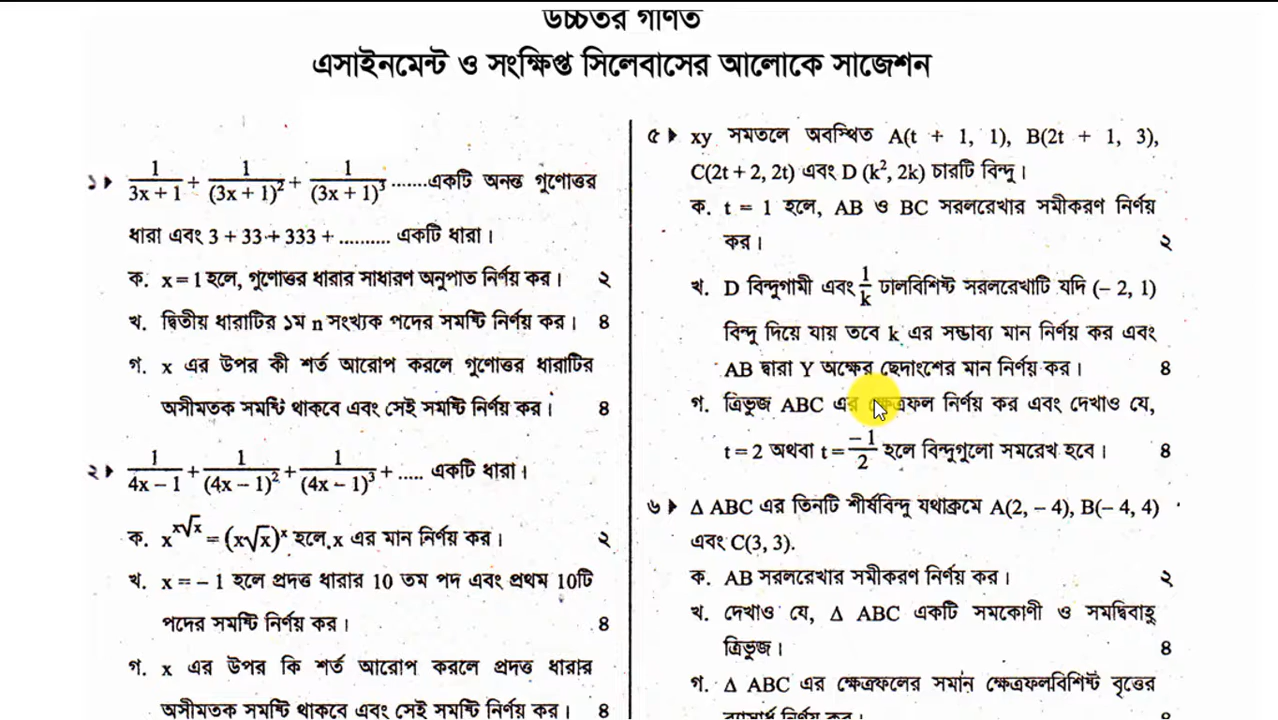 উচ্চতর গণিত
এসাইনমেন্ট ও সংক্ষিপ্ত সিলেবাসের আলোকে সাজেশন
১▶ 1/(3x + 1) + 1/(3x + 1)² + 1/(3x + 1)³ .......একটি অনন্ত গুণোত্তর
ধারা এবং 3 + 33 + 333 + .......... একটি ধারা।
ক. x = 1 হলে, গুণোত্তর ধারার সাধারণ অনুপাত নির্ণয় কর। ২
খ. দ্বিতীয় ধারাটির ১ম n সংখ্যক পদের সমষ্টি নির্ণয় কর। ৪
গ. x এর উপর কী শর্ত আরোপ করলে গুণোত্তর ধারাটির
অসীমতক সমষ্টি থাকবে এবং সেই সমষ্টি নির্ণয় কর। ৪
২▶ 1/(4x – 1) + 1/(4x – 1)² + 1/(4x – 1)³ + ..... একটি ধারা।
ক. x^(x√x) = (x√x)^x হলে, x এর মান নির্ণয় কর। ২
খ. x = – 1 হলে প্রদত্ত ধারার 10 তম পদ এবং প্রথম 10টি
পদের সমষ্টি নির্ণয় কর। ৪
গ. x এর উপর কি শর্ত আরোপ করলে প্রদত্ত ধারার
অসীমতক সমষ্টি থাকবে এবং সেই সমষ্টি নির্ণয় কর। ৪
৫▶ xy সমতলে অবস্থিত A(t + 1, 1), B(2t + 1, 3),
C(2t + 2, 2t) এবং D (k², 2k) চারটি বিন্দু।
ক. t = 1 হলে, AB ও BC সরলরেখার সমীকরণ নির্ণয়
কর। ২
খ. D বিন্দুগামী এবং 1/k ঢালবিশিষ্ট সরলরেখাটি যদি (– 2, 1)
বিন্দু দিয়ে যায় তবে k এর সম্ভাব্য মান নির্ণয় কর এবং
AB দ্বারা Y অক্ষের ছেদাংশের মান নির্ণয় কর। ৪
গ. ত্রিভুজ ABC এর ক্ষেত্রফল নির্ণয় কর এবং দেখাও যে,
t = 2 অথবা t = –1/2 হলে বিন্দুগুলো সমরেখ হবে। ৪
৬▶ Δ ABC এর তিনটি শীর্ষবিন্দু যথাক্রমে A(2, – 4), B(– 4, 4)
এবং C(3, 3).
ক. AB সরলরেখার সমীকরণ নির্ণয় কর। ২
খ. দেখাও যে, Δ ABC একটি সমকোণী ও সমদ্বিবাহু
ত্রিভুজ। ৪
গ. Δ ABC এর ক্ষেত্রফলের সমান ক্ষেত্রফলবিশিষ্ট বৃত্তের
ব্যাসার্ধ নির্ণয় কর। ৪